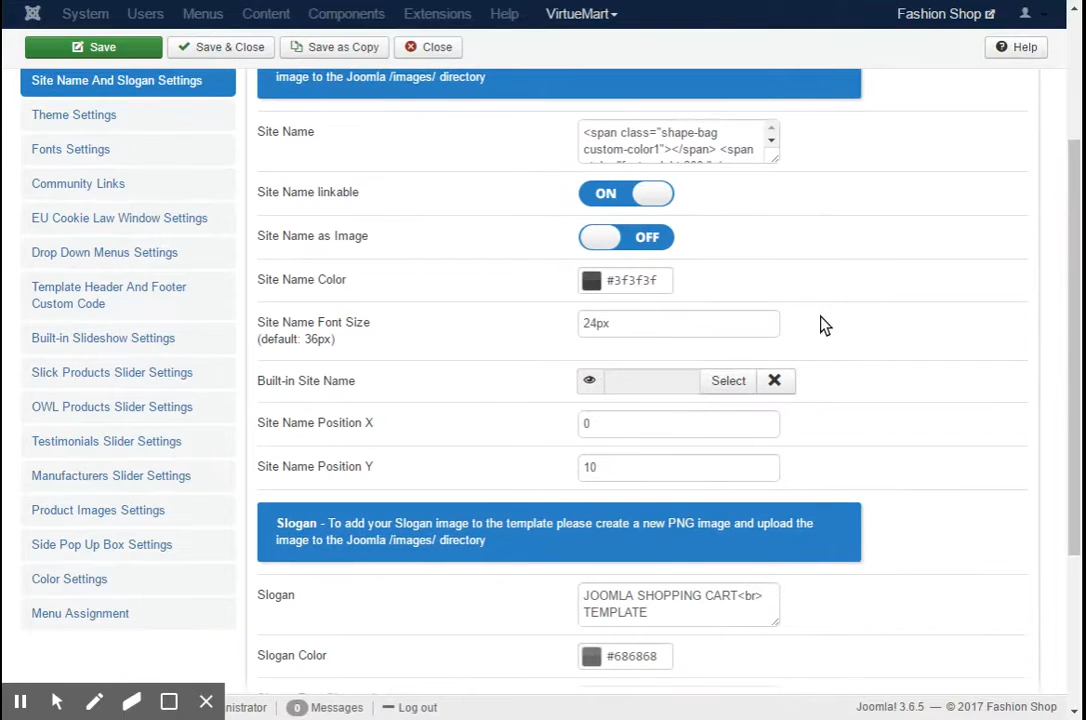 System Users Menus Content Components Extensions Help VirtueMart Fashion Shop
Save Save & Close Save as Copy Close Help
Site Name And Slogan Settings
Theme Settings
Fonts Settings
Community Links
EU Cookie Law Window Settings
Drop Down Menus Settings
Template Header And Footer
Custom Code
Built-in Slideshow Settings
Slick Products Slider Settings
OWL Products Slider Settings
Testimonials Slider Settings
Manufacturers Slider Settings
Product Images Settings
Side Pop Up Box Settings
Color Settings
Menu Assignment
image to the Joomla /images/ directory
Site Name
<span class="shape-bag
custom-color1"></span> <span
Site Name linkable
ON
Site Name as Image
OFF
Site Name Color
#3f3f3f
Site Name Font Size
(default: 36px)
24px
Built-in Site Name
Select
Site Name Position X
0
Site Name Position Y
10
Slogan - To add your Slogan image to the template please create a new PNG image and upload the
image to the Joomla /images/ directory
Slogan
JOOMLA SHOPPING CART<br>
TEMPLATE
Slogan Color
#686868
nistrator 0 Messages Log out
Joomla! 3.6.5 — © 2017 Fashion Shop